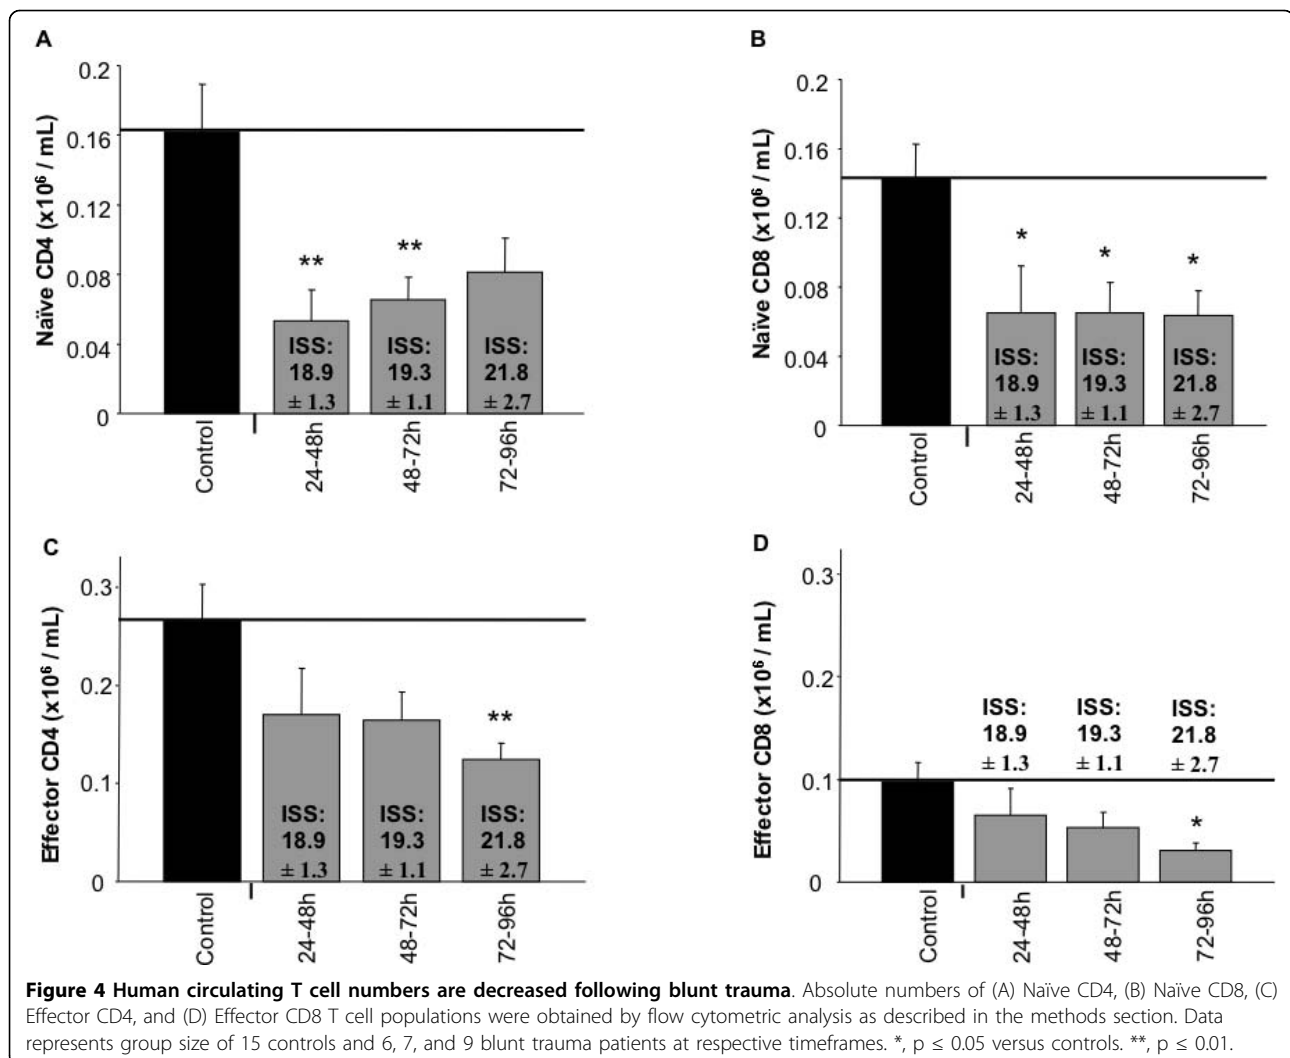 A
Naïve CD4 (x10⁶ / mL)
0.2
0.16
0.12
0.08
0.04
0
**
**
ISS:
18.9
± 1.3
ISS:
19.3
± 1.1
ISS:
21.8
± 2.7
Control
24-48h
48-72h
72-96h
B
Naïve CD8 (x10⁶ / mL)
0.2
0.16
0.12
0.08
0.04
0
*
*
*
ISS:
18.9
± 1.3
ISS:
19.3
± 1.1
ISS:
21.8
± 2.7
Control
24-48h
48-72h
72-96h
C
Effector CD4 (x10⁶ / mL)
0.3
0.2
0.1
0
**
ISS:
18.9
± 1.3
ISS:
19.3
± 1.1
ISS:
21.8
± 2.7
Control
24-48h
48-72h
72-96h
D
Effector CD8 (x10⁶ / mL)
0.3
0.2
0.1
0
ISS:
18.9
± 1.3
ISS:
19.3
± 1.1
ISS:
21.8
± 2.7
*
Control
24-48h
48-72h
72-96h
Figure 4 Human circulating T cell numbers are decreased following blunt trauma. Absolute numbers of (A) Naïve CD4, (B) Naïve CD8, (C)
Effector CD4, and (D) Effector CD8 T cell populations were obtained by flow cytometric analysis as described in the methods section. Data
represents group size of 15 controls and 6, 7, and 9 blunt trauma patients at respective timeframes. *, p ≤ 0.05 versus controls. **, p ≤ 0.01.